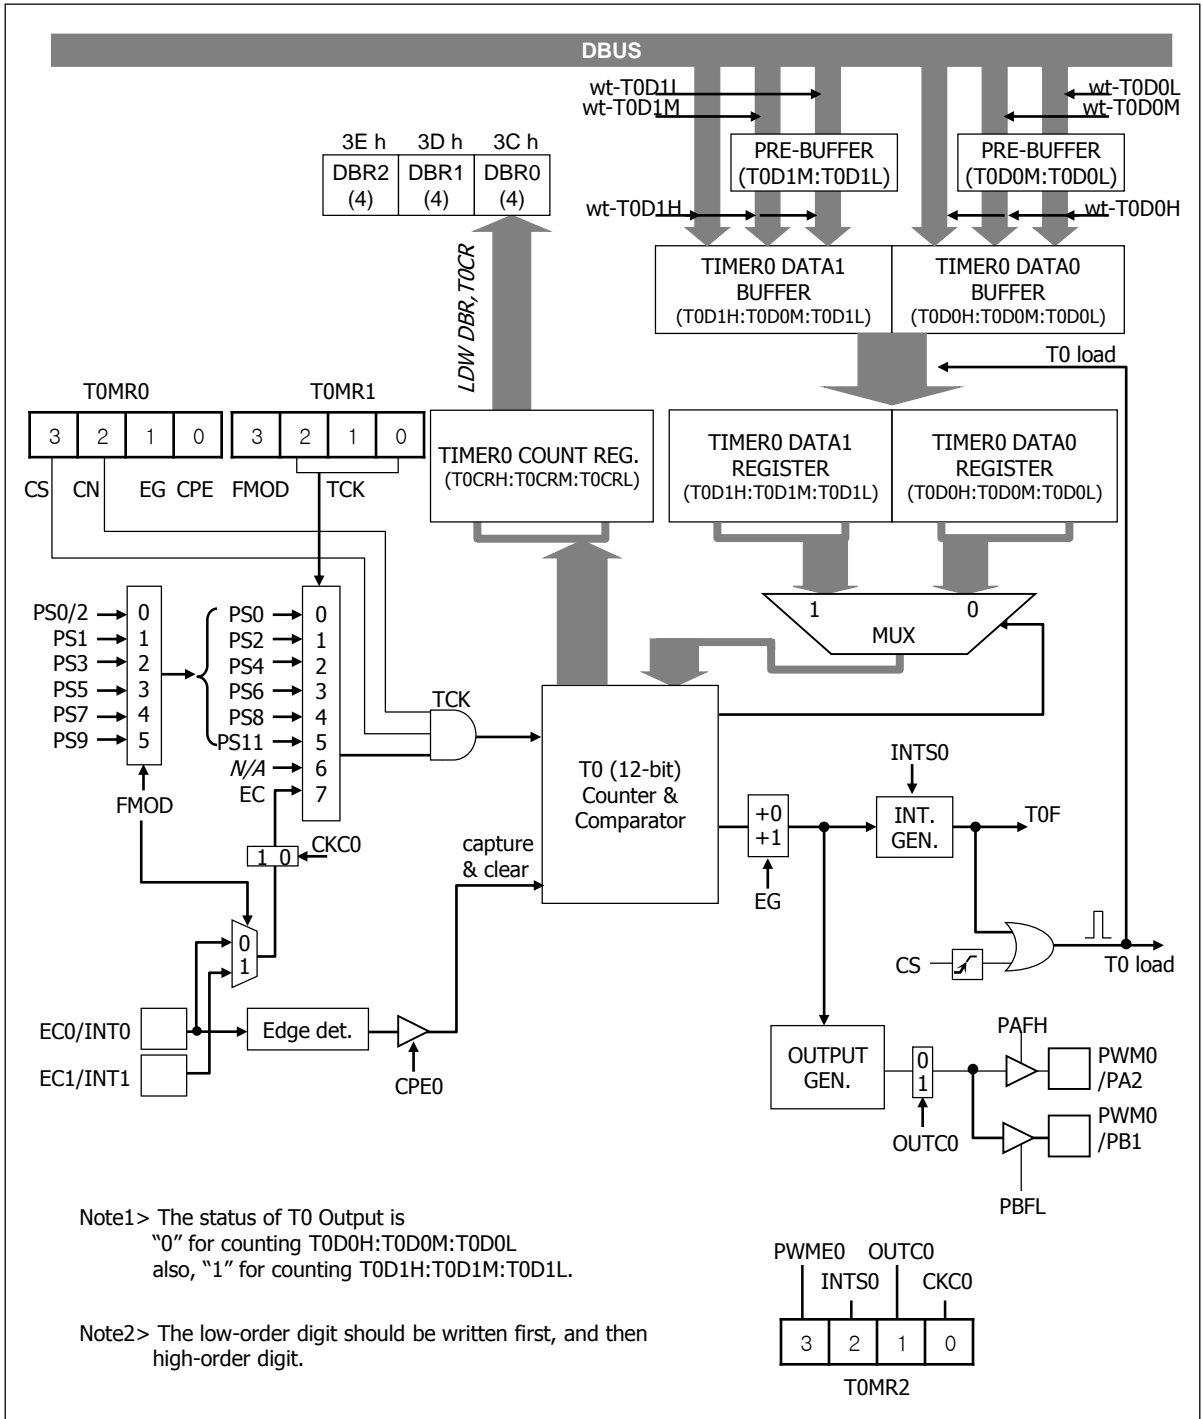 DBUS
wt-T0D1L
wt-T0D1M
wt-T0D0L
wt-T0D0M
3E h 3D h 3C h
DBR2 (4)
DBR1 (4)
DBR0 (4)
PRE-BUFFER
(T0D1M:T0D1L)
PRE-BUFFER
(T0D0M:T0D0L)
wt-T0D1H
wt-T0D0H
LDW DBR,T0CR
TIMER0 DATA1
BUFFER
(T0D1H:T0D0M:T0D1L)
TIMER0 DATA0
BUFFER
(T0D0H:T0D0M:T0D0L)
T0 load
T0MR0
3 2 1 0
CS CN EG CPE
T0MR1
3 2 1 0
FMOD TCK
TIMER0 COUNT REG.
(T0CRH:T0CRM:T0CRL)
TIMER0 DATA1
REGISTER
(T0D1H:T0D1M:T0D1L)
TIMER0 DATA0
REGISTER
(T0D0H:T0D0M:T0D0L)
1 0
MUX
PS0/2 0
PS1 1
PS3 2
PS5 3
PS7 4
PS9 5
FMOD
PS0 0
PS2 1
PS4 2
PS6 3
PS8 4
PS11 5
N/A 6
EC 7
TCK
T0 (12-bit)
Counter &
Comparator
capture
& clear
1 0
CKC0
+0
+1
EG
INTS0
INT.
GEN.
T0F
CS
T0 load
0
1
EC0/INT0
EC1/INT1
Edge det.
CPE0
OUTPUT
GEN.
0
1
OUTC0
PAFH
PWM0
/PA2
PWM0
/PB1
PBFL
Note1> The status of T0 Output is
“0” for counting T0D0H:T0D0M:T0D0L
also, “1” for counting T0D1H:T0D1M:T0D1L.
Note2> The low-order digit should be written first, and then
high-order digit.
PWME0 OUTC0
INTS0 CKC0
3 2 1 0
T0MR2